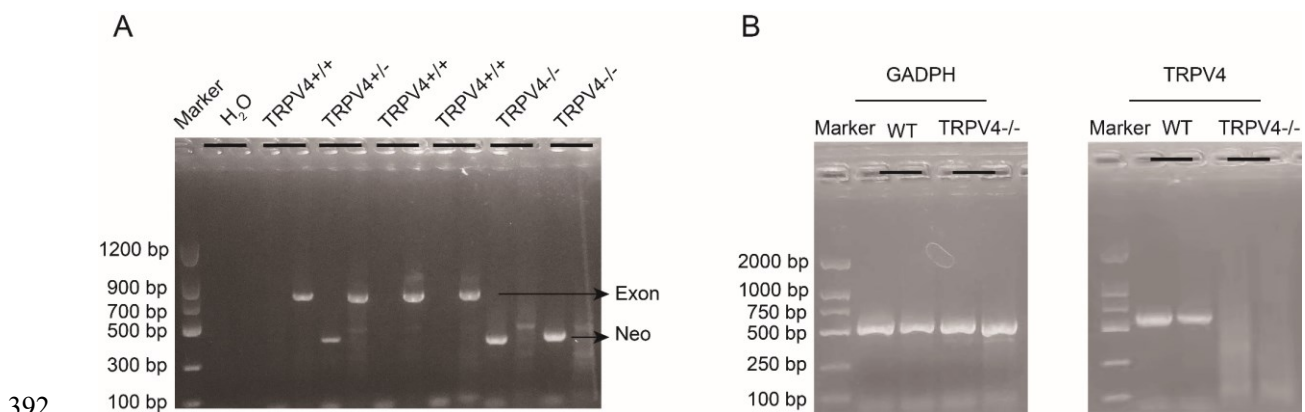 A
Marker
H₂O
TRPV4+/+
TRPV4+/-
TRPV4+/+
TRPV4+/+
TRPV4-/-
TRPV4-/-
1200 bp
900 bp
700 bp
500 bp
300 bp
100 bp
Exon
Neo
B
GADPH
Marker WT TRPV4-/-
2000 bp
1000 bp
750 bp
500 bp
250 bp
100 bp
TRPV4
Marker WT TRPV4-/-
392